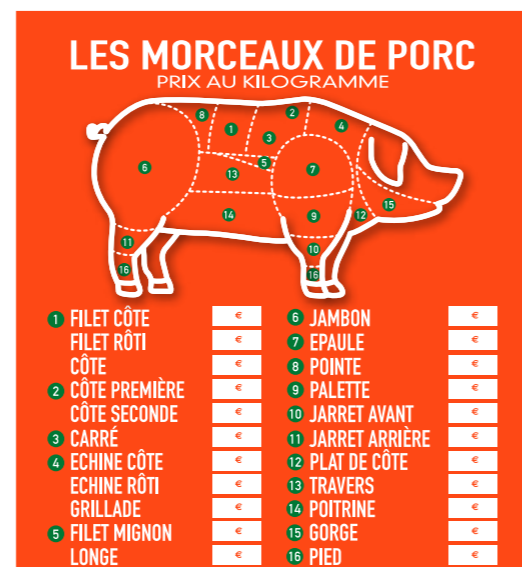 LES MORCEAUX DE PORC
PRIX AU KILOGRAMME
8
2
1
4
3
5
6
7
13
15
14
9
12
11
10
16
16
1 FILET CÔTE €
FILET RÔTI €
CÔTE €
2 CÔTE PREMIÈRE €
CÔTE SECONDE €
3 CARRÉ €
4 ECHINE CÔTE €
ECHINE RÔTI €
GRILLADE €
5 FILET MIGNON €
LONGE €
6 JAMBON €
7 EPAULE €
8 POINTE €
9 PALETTE €
10 JARRET AVANT €
11 JARRET ARRIÈRE €
12 PLAT DE CÔTE €
13 TRAVERS €
14 POITRINE €
15 GORGE €
16 PIED €